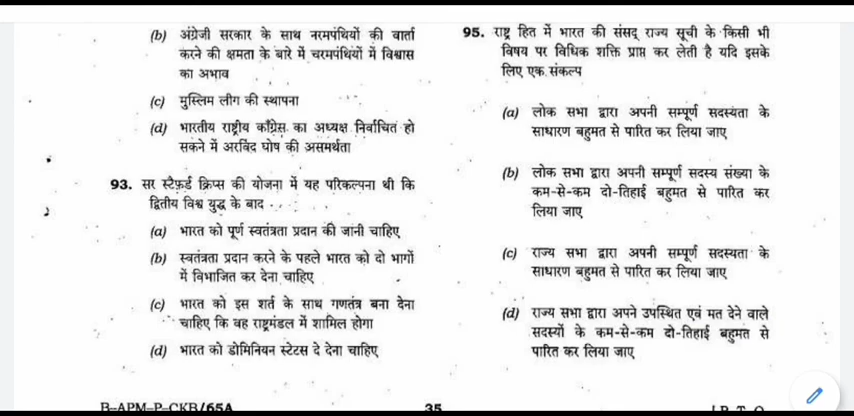 (b) अंग्रेजी सरकार के साथ नरमपंथियों की वार्ता
करने की क्षमता के बारे में चरमपंथियों में विश्वास
का अभाव
(c) मुस्लिम लीग की स्थापना
(d) भारतीय राष्ट्रीय काँग्रेस का अध्यक्ष निर्वाचित हो
सकने में अरविंद घोष की असमर्थता
93. सर स्टैफ़र्ड क्रिप्स की योजना में यह परिकल्पना थी कि
द्वितीय विश्व युद्ध के बाद
(a) भारत को पूर्ण स्वतंत्रता प्रदान की जानी चाहिए
(b) स्वतंत्रता प्रदान करने के पहले भारत को दो भागों
में विभाजित कर देना चाहिए
(c) भारत को इस शर्त के साथ गणतंत्र बना देना
चाहिए कि वह राष्ट्रमंडल में शामिल होगा
(d) भारत को डोमिनियन स्टेटस दे देना चाहिए
95. राष्ट्र हित में भारत की संसद् राज्य सूची के किसी भी
विषय पर विधिक शक्ति प्राप्त कर लेती है यदि इसके
लिए एक संकल्प
(a) लोक सभा द्वारा अपनी सम्पूर्ण सदस्यता के
साधारण बहुमत से पारित कर लिया जाए
(b) लोक सभा द्वारा अपनी सम्पूर्ण सदस्य संख्या के
कम-से-कम दो-तिहाई बहुमत से पारित कर
लिया जाए
(c) राज्य सभा द्वारा अपनी सम्पूर्ण सदस्यता के
साधारण बहुमत से पारित कर लिया जाए
(d) राज्य सभा द्वारा अपने उपस्थित एवं मत देने वाले
सदस्यों के कम-से-कम दो-तिहाई बहुमत से
पारित कर लिया जाए
B-APM-P-CKB/65A
35